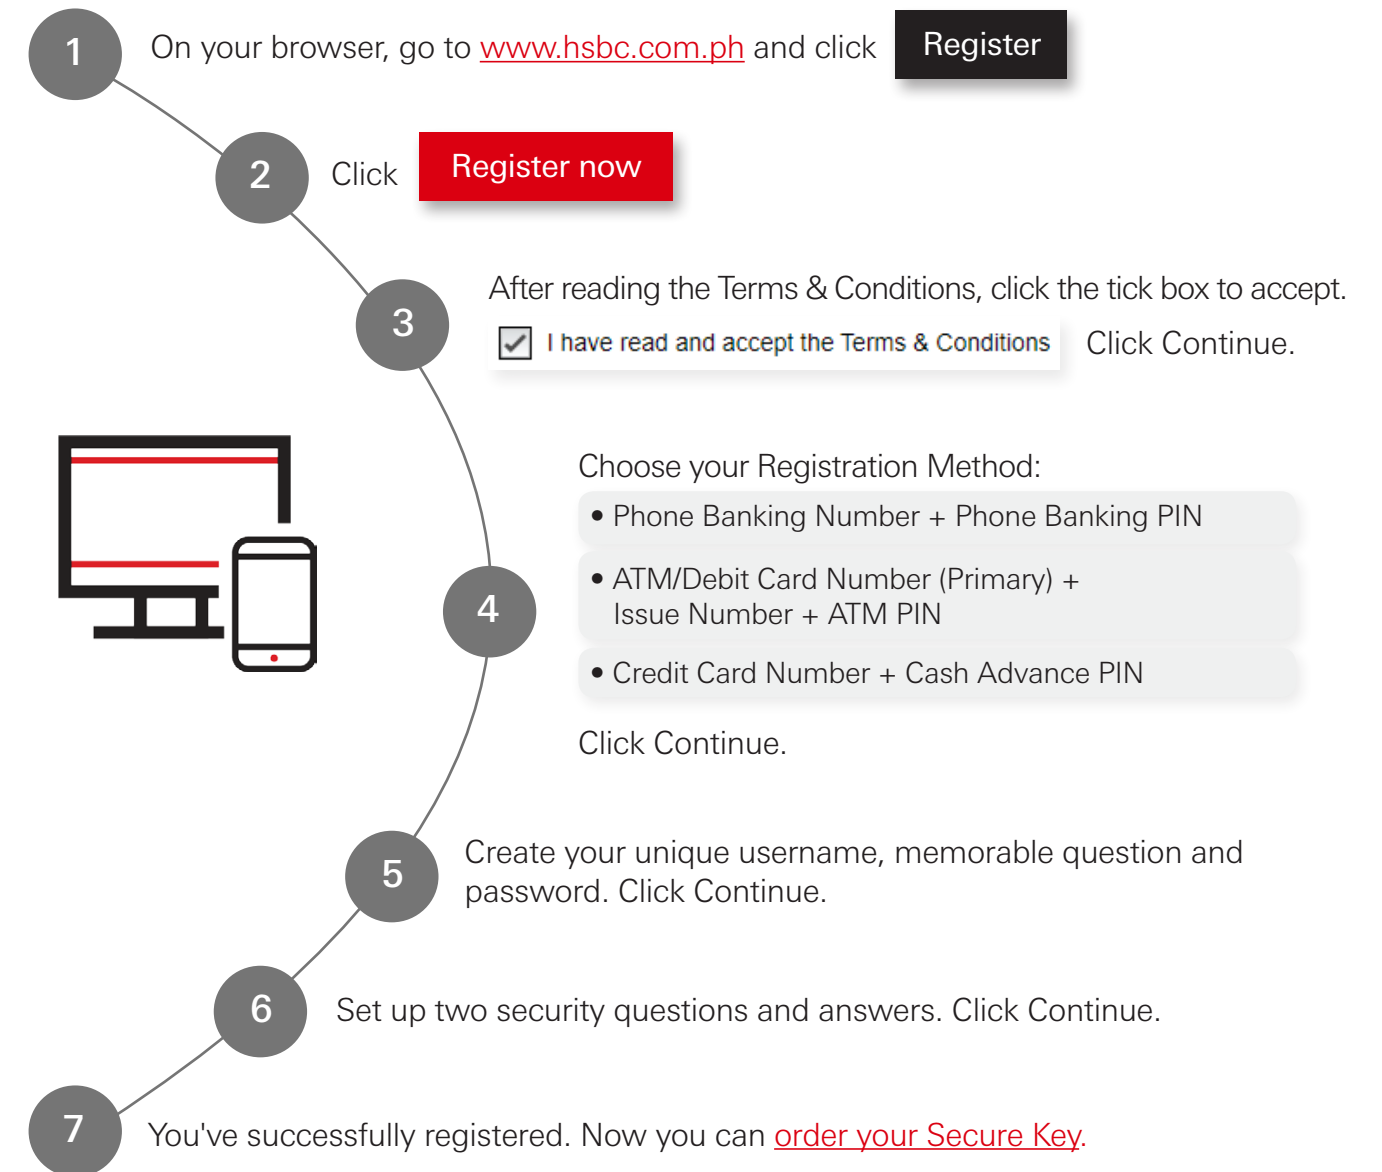 1
On your browser, go to www.hsbc.com.ph and click Register
2
Click Register now
3
After reading the Terms & Conditions, click the tick box to accept.
I have read and accept the Terms & Conditions Click Continue.
Choose your Registration Method:
• Phone Banking Number + Phone Banking PIN
• ATM/Debit Card Number (Primary) +
Issue Number + ATM PIN
4
• Credit Card Number + Cash Advance PIN
Click Continue.
5
Create your unique username, memorable question and
password. Click Continue.
6
Set up two security questions and answers. Click Continue.
7
You've successfully registered. Now you can order your Secure Key.